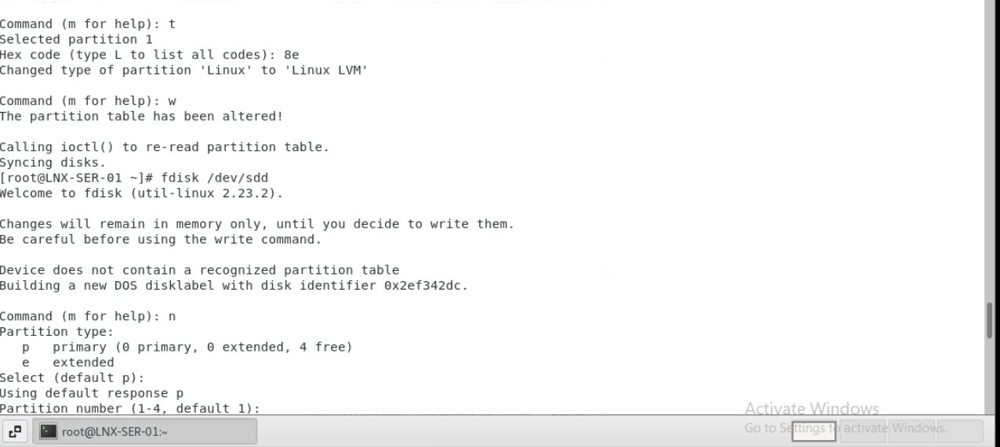 Command (m for help): t
Selected partition 1
Hex code (type L to list all codes): 8e
Changed type of partition 'Linux' to 'Linux LVM'
Command (m for help): w
The partition table has been altered!
Calling ioctl() to re-read partition table.
Syncing disks.
[root@LNX-SER-01 ~]# fdisk /dev/sdd
Welcome to fdisk (util-linux 2.23.2).
Changes will remain in memory only, until you decide to write them.
Be careful before using the write command.
Device does not contain a recognized partition table
Building a new DOS disklabel with disk identifier 0x2ef342dc.
Command (m for help): n
Partition type:
p   primary (0 primary, 0 extended, 4 free)
e   extended
Select (default p):
Using default response p
Partition number (1-4, default 1):
Activate Windows
Go to Settings to activate Windows.
root@LNX-SER-01:~